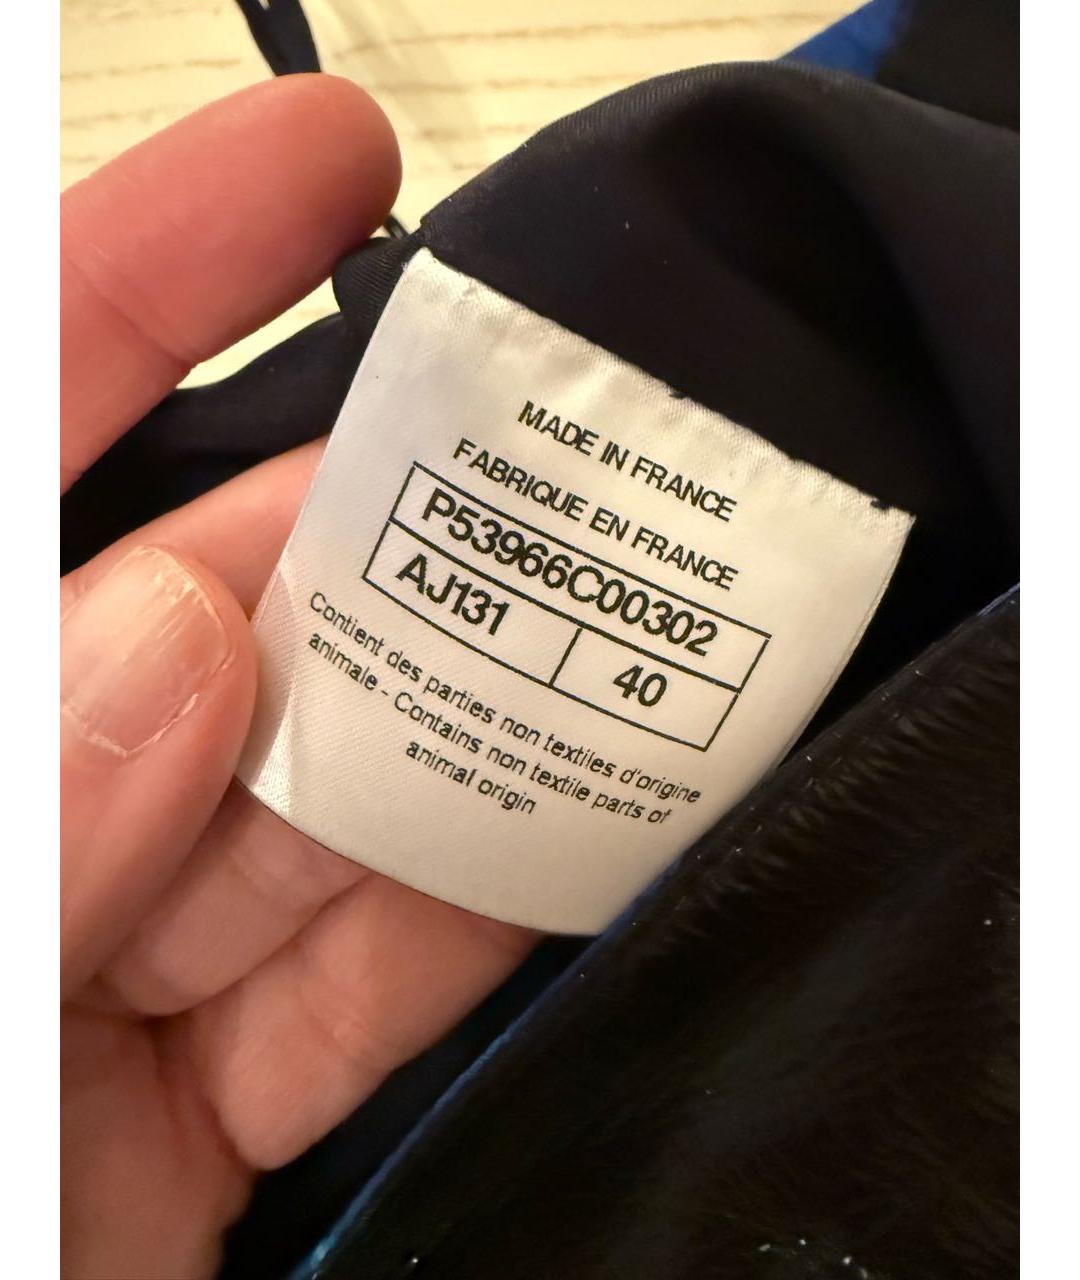 MADE IN FRANCE
FABRIQUE EN FRANCE
P53966C00302
AJ131 40
Contient des parties non textiles d'origine
animale - Contains non textile parts of
animal origin